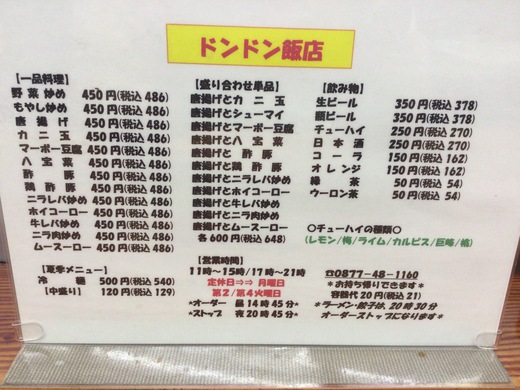 ドンドン飯店
【一品料理】
野菜炒め 450円(税込 486)
もやし炒め 450円(税込 486)
唐揚げ 450円(税込 486)
カニ玉 450円(税込 486)
マーボー豆腐 450円(税込 486)
八宝菜 450円(税込 486)
酢豚 450円(税込 486)
鶏酢豚 450円(税込 486)
ニラレバ炒め 450円(税込 486)
ホイコーロー 450円(税込 486)
牛レバ炒め 450円(税込 486)
ニラ肉炒め 450円(税込 486)
ムースーロー 450円(税込 486)
【夏季メニュー】
冷麺 500円(税込 540)
【中盛り】 120円(税込 129)
【盛り合わせ単品】
唐揚げとカニ玉
唐揚げとシューマイ
唐揚げとマーボー豆腐
唐揚げと八宝菜
唐揚げと酢豚
唐揚げと鶏酢豚
唐揚げとニラレバ炒め
唐揚げとホイコーロー
唐揚げと牛レバ炒め
唐揚げとニラ肉炒め
唐揚げとムースーロー
各600円(税込 648)
【営業時間】
11時~15時/17時~21時
定休日⇒⇒ 月曜日
第2/第4火曜日
*オーダー 昼14時45分*
*ストップ 夜20時45分*
【飲み物】
生ビール 350円(税込 378)
瓶ビール 350円(税込 378)
チューハイ 250円(税込 270)
日本酒 250円(税込 270)
コーラ 150円(税込 162)
オレンジ 150円(税込 162)
緑茶 50円(税込 54)
ウーロン茶 50円(税込 54)
○チューハイの種類○
(レモン/梅/ライム/カルピス/巨峰/桃)
☎0877-48-1160
*お持ち帰りできます*
容器代20円(税込 21)
*ラーメン・餃子は、20時30分
オーダーストップになります*